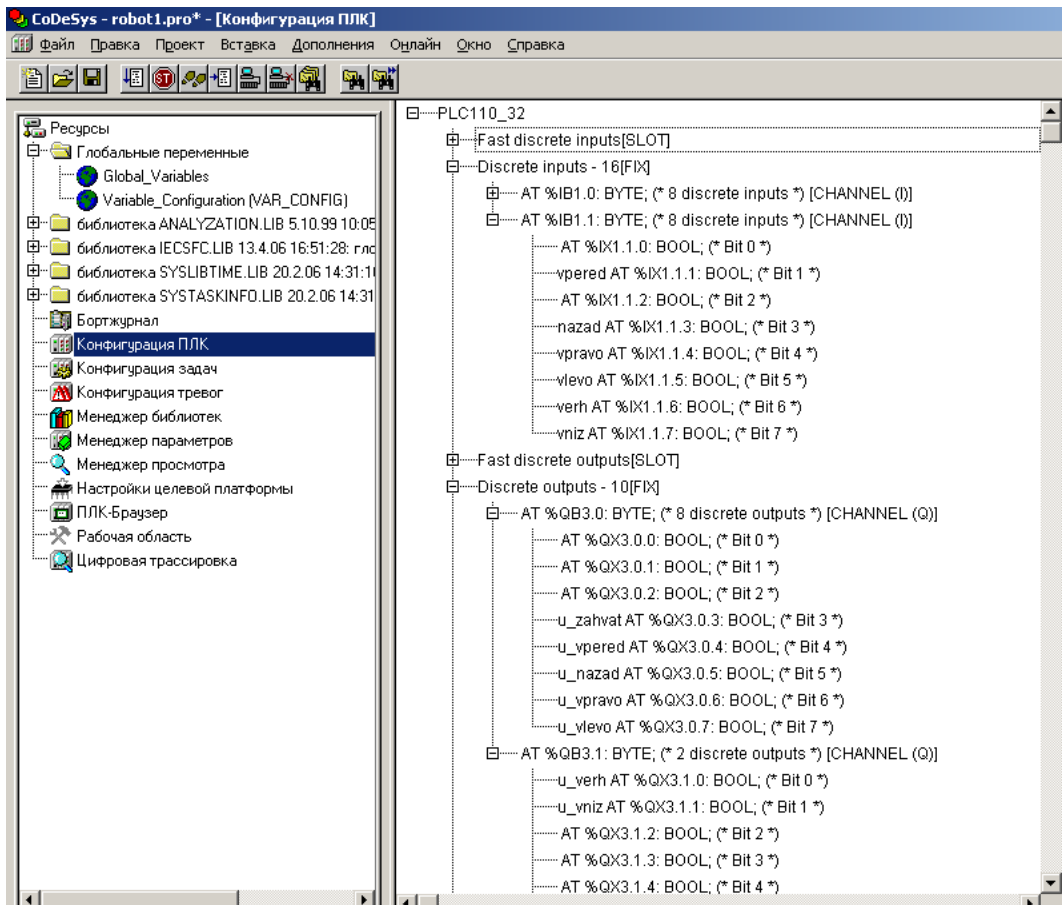 CoDeSys - robot1.pro* - [Конфигурация ПЛК]
Файл Правка Проект Вставка Дополнения Онлайн Окно Справка
Ресурсы
Глобальные переменные
Global_Variables
Variable_Configuration (VAR_CONFIG)
библиотека ANALYZATION.LIB 5.10.99 10:05
библиотека IECSFC.LIB 13.4.06 16:51:28: гло
библиотека SYSLIBTIME.LIB 20.2.06 14:31:1
библиотека SYSTASKINFO.LIB 20.2.06 14:31
Бортжурнал
Конфигурация ПЛК
Конфигурация задач
Конфигурация тревог
Менеджер библиотек
Менеджер параметров
Менеджер просмотра
Настройки целевой платформы
ПЛК-Браузер
Рабочая область
Цифровая трассировка
PLC110_32
Fast discrete inputs[SLOT]
Discrete inputs - 16[FIX]
AT %IB1.0: BYTE; (* 8 discrete inputs *) [CHANNEL (I)]
AT %IB1.1: BYTE; (* 8 discrete inputs *) [CHANNEL (I)]
AT %IX1.1.0: BOOL; (* Bit 0 *)
vpered AT %IX1.1.1: BOOL; (* Bit 1 *)
AT %IX1.1.2: BOOL; (* Bit 2 *)
nazad AT %IX1.1.3: BOOL; (* Bit 3 *)
vpravo AT %IX1.1.4: BOOL; (* Bit 4 *)
vlevo AT %IX1.1.5: BOOL; (* Bit 5 *)
verh AT %IX1.1.6: BOOL; (* Bit 6 *)
vniz AT %IX1.1.7: BOOL; (* Bit 7 *)
Fast discrete outputs[SLOT]
Discrete outputs - 10[FIX]
AT %QB3.0: BYTE; (* 8 discrete outputs *) [CHANNEL (Q)]
AT %QX3.0.0: BOOL; (* Bit 0 *)
AT %QX3.0.1: BOOL; (* Bit 1 *)
AT %QX3.0.2: BOOL; (* Bit 2 *)
u_zahvat AT %QX3.0.3: BOOL; (* Bit 3 *)
u_vpered AT %QX3.0.4: BOOL; (* Bit 4 *)
u_nazad AT %QX3.0.5: BOOL; (* Bit 5 *)
u_vpravo AT %QX3.0.6: BOOL; (* Bit 6 *)
u_vlevo AT %QX3.0.7: BOOL; (* Bit 7 *)
AT %QB3.1: BYTE; (* 2 discrete outputs *) [CHANNEL (Q)]
u_verh AT %QX3.1.0: BOOL; (* Bit 0 *)
u_vniz AT %QX3.1.1: BOOL; (* Bit 1 *)
AT %QX3.1.2: BOOL; (* Bit 2 *)
AT %QX3.1.3: BOOL; (* Bit 3 *)
AT %QX3.1.4: BOOL; (* Bit 4 *)